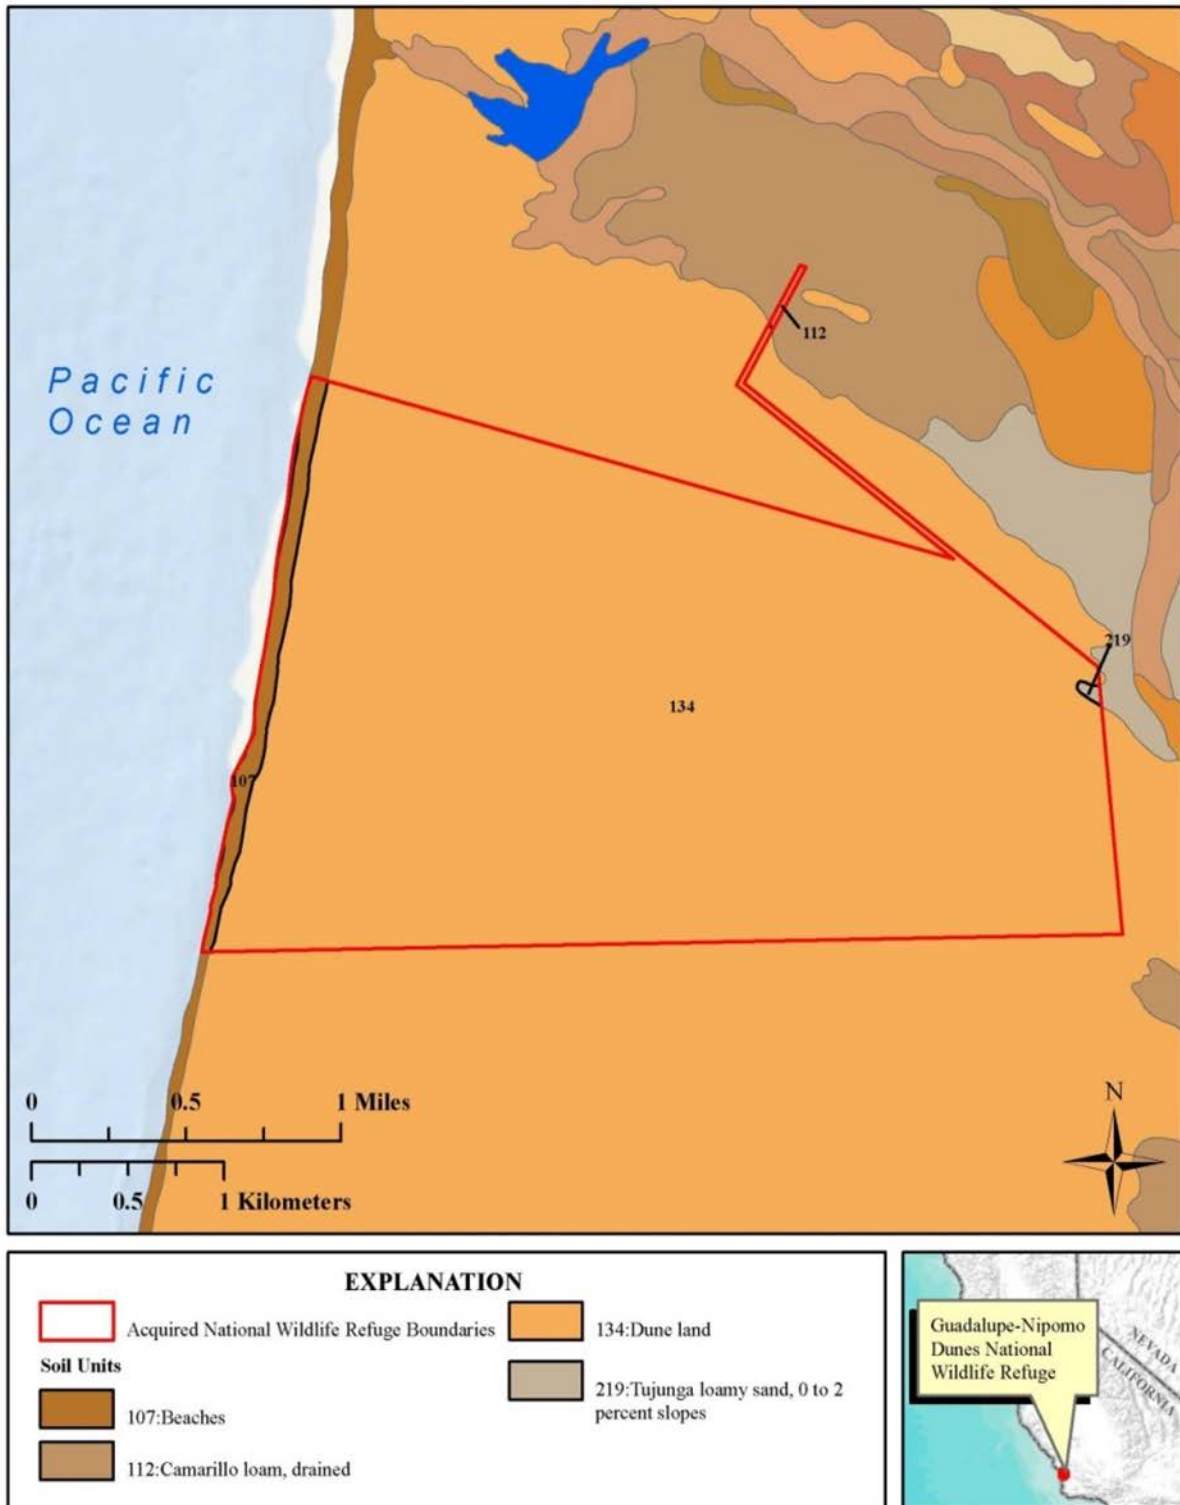 112
Pacific
Ocean
219
134
107
0 0.5 1 Miles
0 0.5 1 Kilometers
N
EXPLANATION
Acquired National Wildlife Refuge Boundaries
Soil Units
107:Beaches
112:Camarillo loam, drained
134:Dune land
219:Tujunga loamy sand, 0 to 2
percent slopes
Guadalupe-Nipomo
Dunes National
Wildlife Refuge
NEVADA
CALIFORNIA